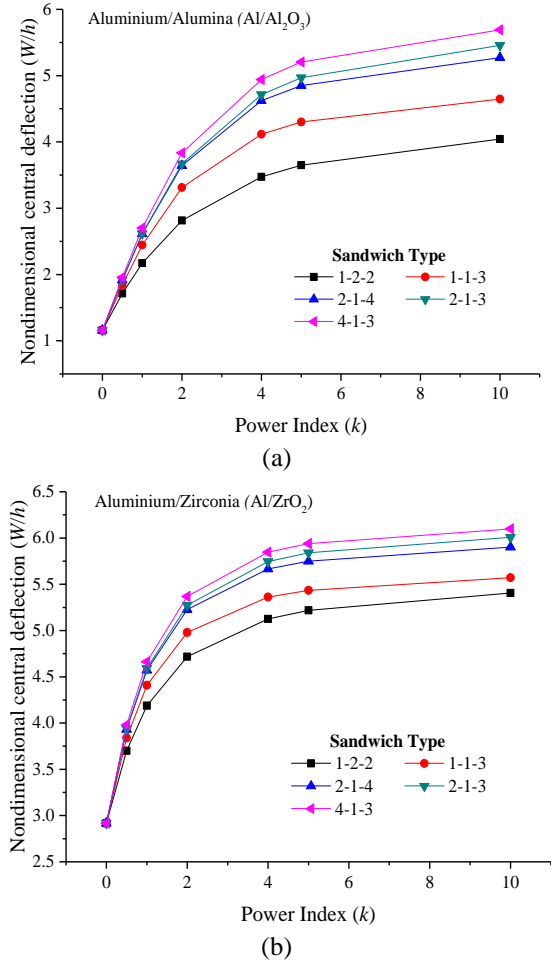 Aluminium/Alumina (Al/Al₂O₃)
Nondimensional central deflection (W/h)
6
5
4
3
2
1
Sandwich Type
1-2-2 1-1-3
2-1-4 2-1-3
4-1-3
0 2 4 6 8 10
Power Index (k)
(a)
Aluminium/Zirconia (Al/ZrO₂)
Nondimensional central deflection (W/h)
6.5
6.0
5.5
5.0
4.5
4.0
3.5
3.0
2.5
Sandwich Type
1-2-2 1-1-3
2-1-4 2-1-3
4-1-3
0 2 4 6 8 10
Power Index (k)
(b)